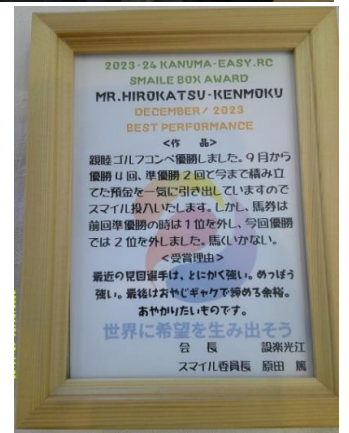 2023-24 KANUMA-EASY.RC
SMAILE BOX AWARD
MR.HIROKATSU・KENMOKU
DECEMBER/ 2023
BEST PERFORMANCE
<作　品>
親睦ゴルフコンペ優勝しました。9月から
優勝4回、準優勝2回と今まで積み立
てた預金を一気に引き出していますので
スマイル投入いたします。しかし、馬券は
前回準優勝の時は1位を外し、今回優勝
では2位を外しました。馬くいかない。
<受賞理由>
最近の見目選手は、とにかく強い。めっぽう
強い。最後はおやじギャグで締める余裕。
あやかりたいものです。
世界に希望を生み出そう
会　長　設楽光江
スマイル委員長　原田　篤